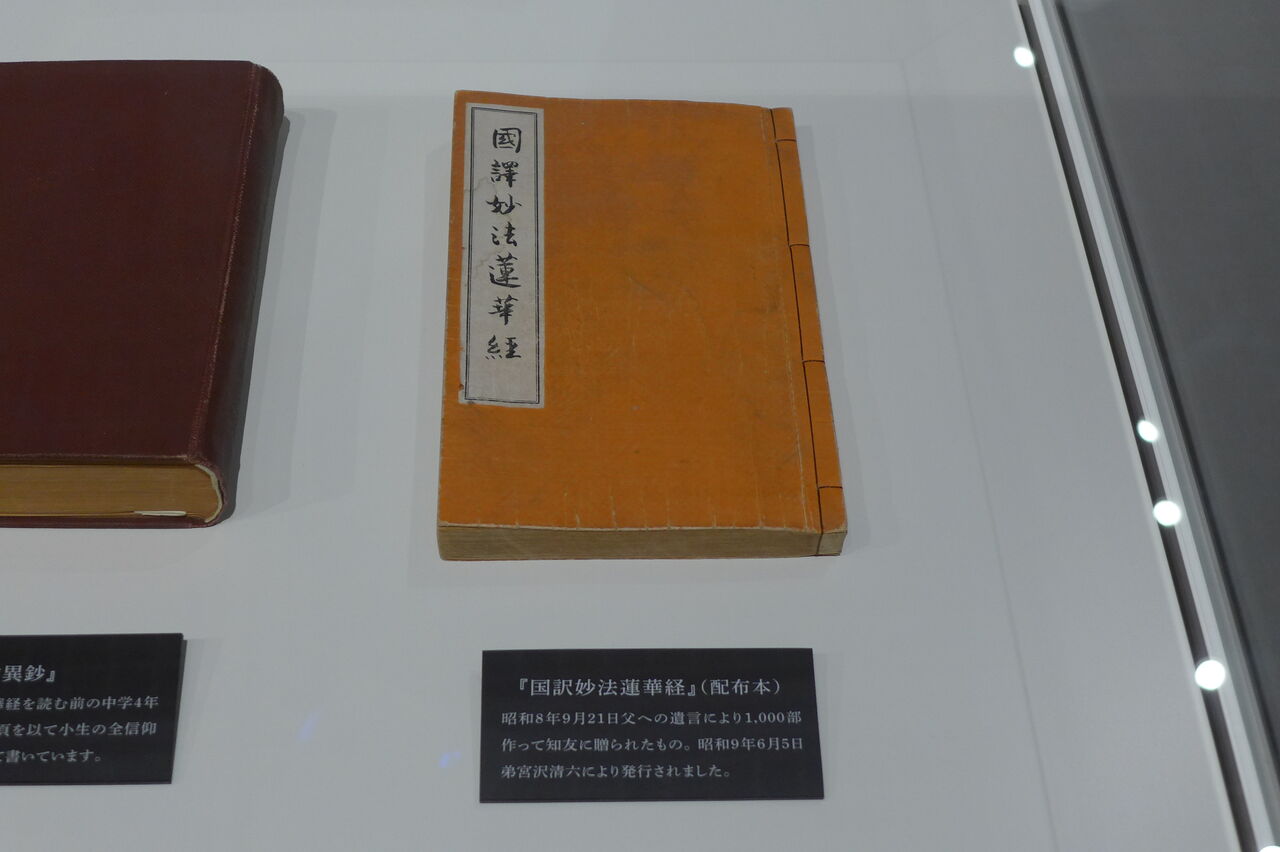 國譯妙法蓮華經
異鈔』
経を読む前の中学4年
頁を以て小生の全信仰
書いています。
『国訳妙法蓮華経』(配布本)
昭和8年9月21日父への遺言により1,000部
作って知友に贈られたもの。昭和9年6月5日
弟宮沢清六により発行されました。